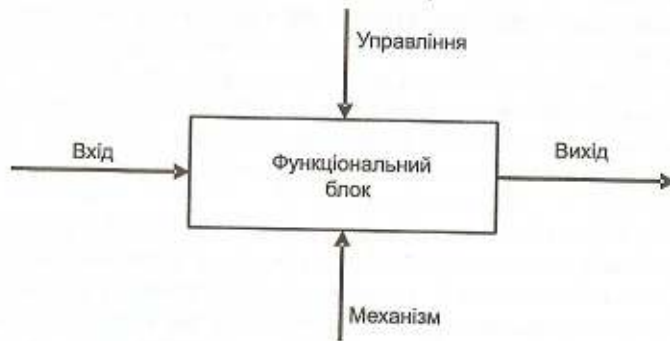 Управління
Вхід
Функціональний
блок
Вихід
Механізм